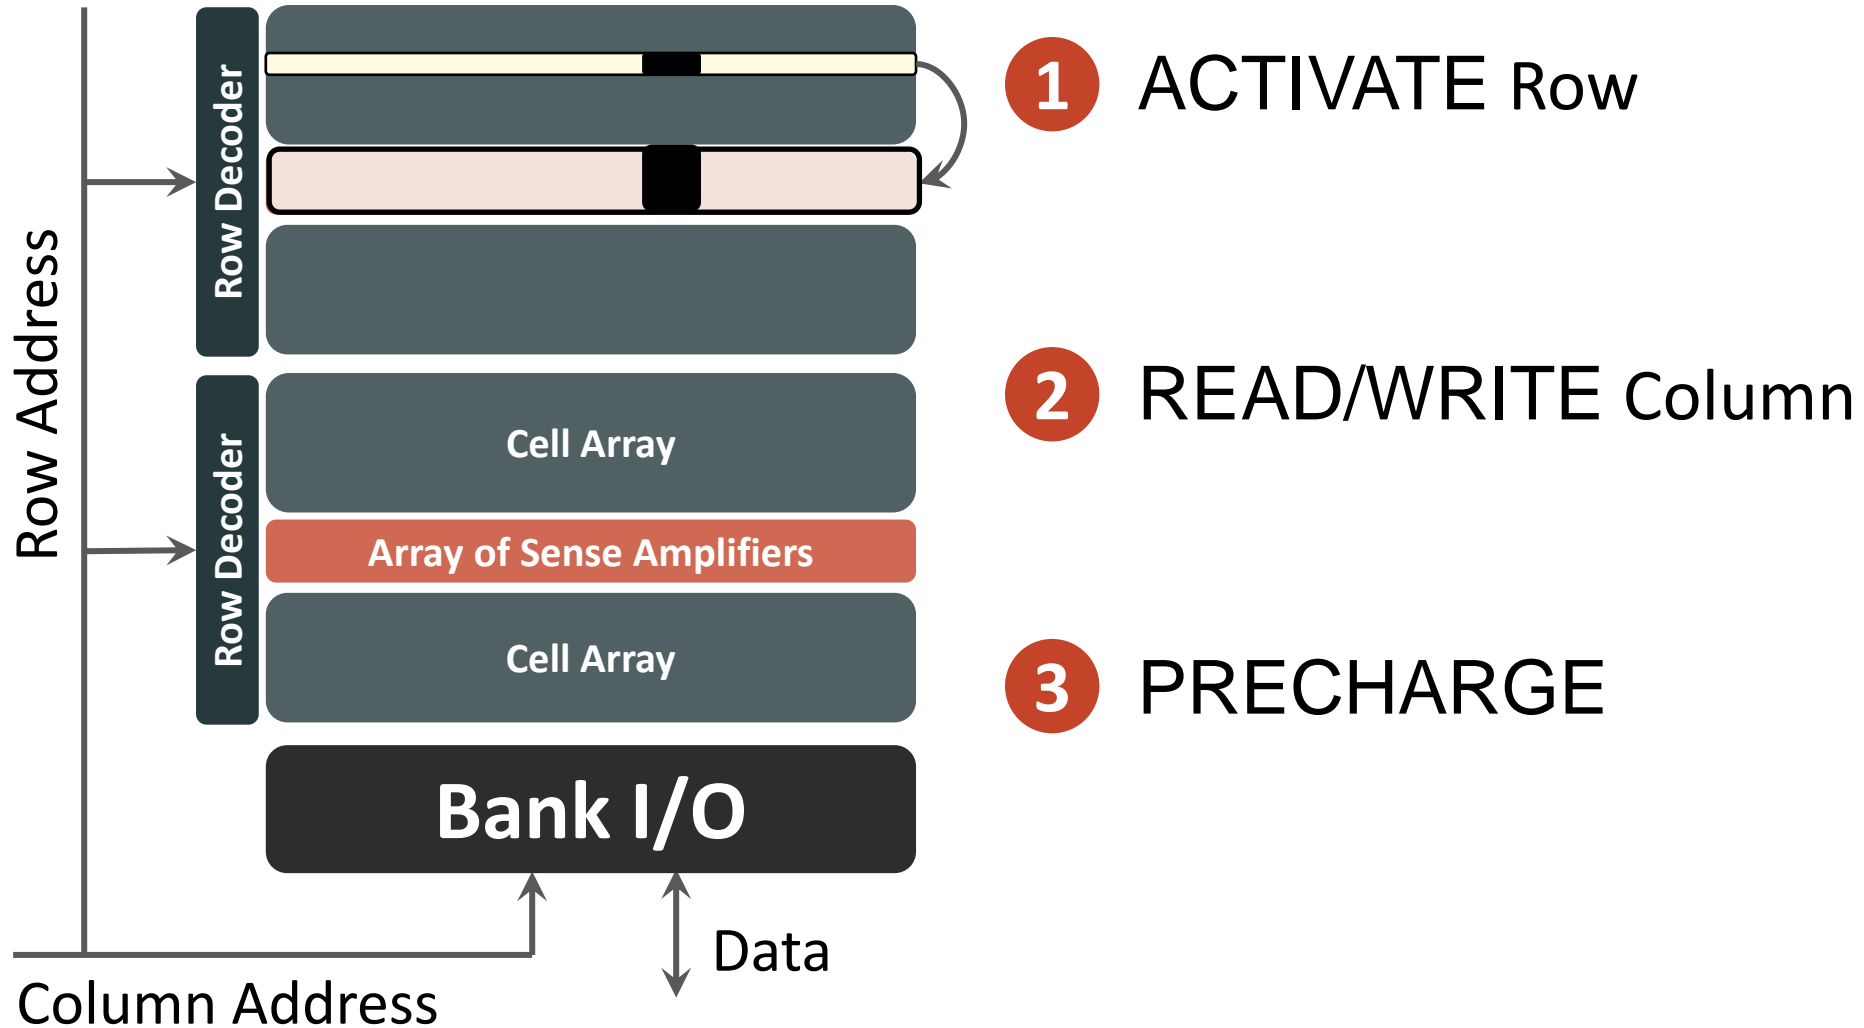 Row Address
Row Decoder
1 ACTIVATE Row
Row Decoder
Cell Array
Array of Sense Amplifiers
Cell Array
2 READ/WRITE Column
3 PRECHARGE
Bank I/O
Data
Column Address